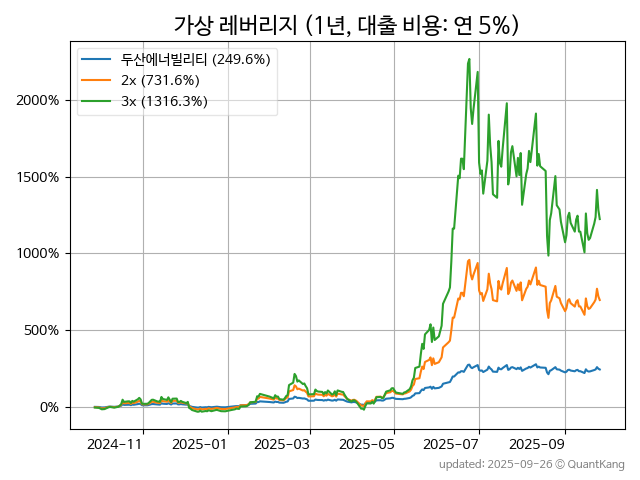 가상 레버리지 (1년, 대출 비용: 연 5%)
두산에너빌리티 (249.6%)
2x (731.6%)
3x (1316.3%)
2000%
1500%
1000%
500%
0%
2024-11 2025-01 2025-03 2025-05 2025-07 2025-09
updated: 2025-09-26 © QuantKang